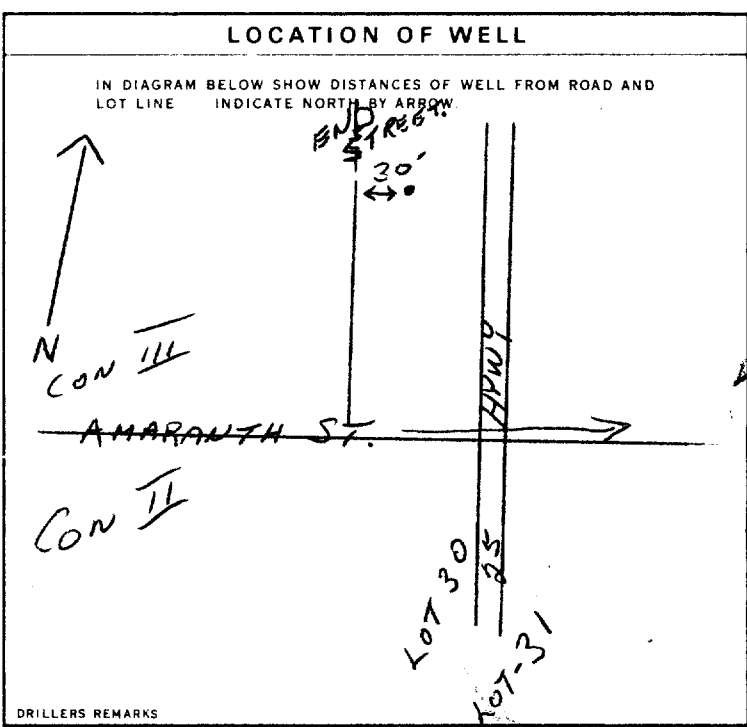 LOCATION OF WELL
IN DIAGRAM BELOW SHOW DISTANCES OF WELL FROM ROAD AND
LOT LINE INDICATE NORTH BY ARROW.
END
STREET.
30'
N
CON III
HWY
AMARANTH ST.
CON II
LOT 30
25
LOT-31
DRILLERS REMARKS